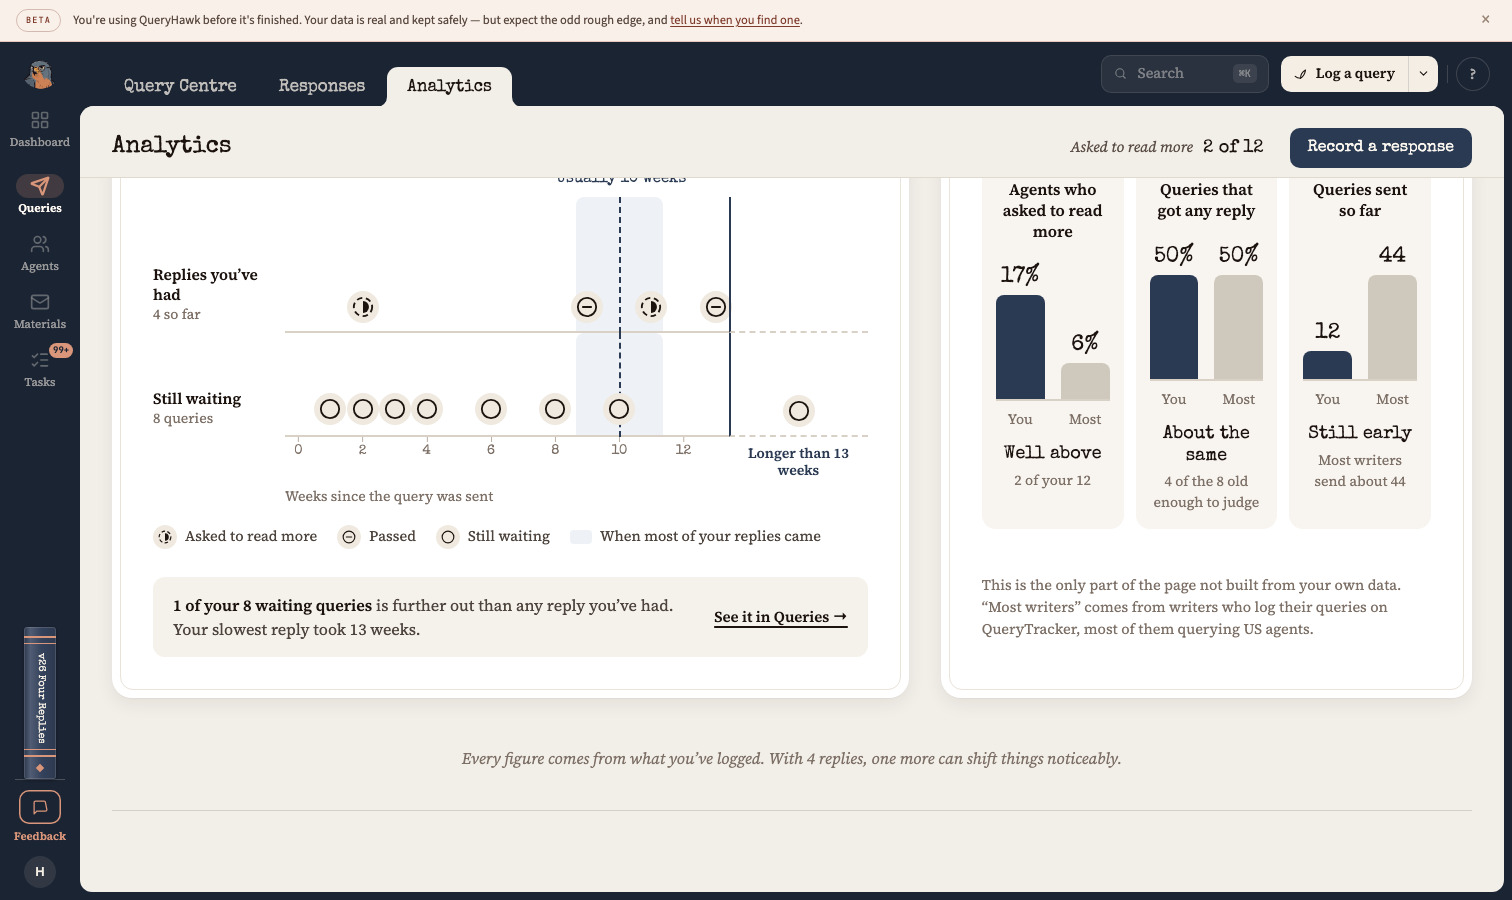 BETA
You're using QueryHawk before it's finished. Your data is real and kept safely — but expect the odd rough edge, and tell us when you find one.
×
Query Centre
Responses
Analytics
Search
⌘K
Log a query
?
Dashboard
Queries
Agents
Materials
99+
Tasks
v26 Four Replies
Feedback
H
Analytics
Asked to read more 2 of 12
Record a response
usually 10 weeks
Replies you’ve
had
4 so far
Still waiting
8 queries
0 2 4 6 8 10 12
Longer than 13
weeks
Weeks since the query was sent
Asked to read more
Passed
Still waiting
When most of your replies came
1 of your 8 waiting queries is further out than any reply you’ve had.
Your slowest reply took 13 weeks.
See it in Queries →
Agents who
asked to read
more
17%
6%
You Most
Well above
2 of your 12
Queries that
got any reply
50% 50%
You Most
About the
same
4 of the 8 old
enough to judge
Queries sent
so far
44
12
You Most
Still early
Most writers
send about 44
This is the only part of the page not built from your own data.
“Most writers” comes from writers who log their queries on
QueryTracker, most of them querying US agents.
Every figure comes from what you’ve logged. With 4 replies, one more can shift things noticeably.